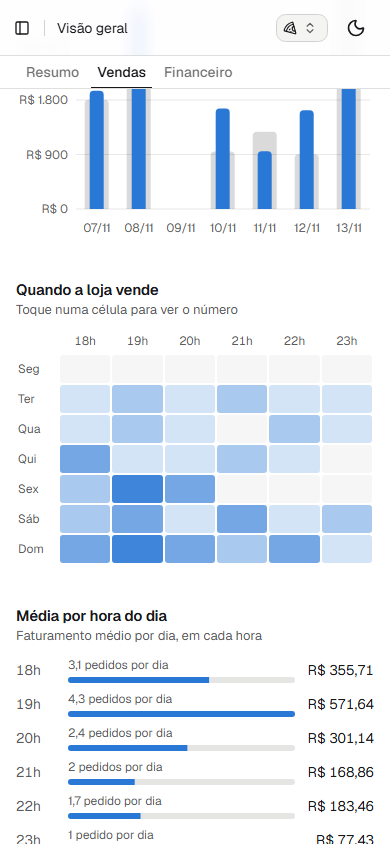 Visão geral
Resumo Vendas Financeiro
R$ 1.800
R$ 900
R$ 0
07/11 08/11 09/11 10/11 11/11 12/11 13/11
Quando a loja vende
Toque numa célula para ver o número
18h 19h 20h 21h 22h 23h
Seg
Ter
Qua
Qui
Sex
Sáb
Dom
Média por hora do dia
Faturamento médio por dia, em cada hora
18h 3,1 pedidos por dia R$ 355,71
19h 4,3 pedidos por dia R$ 571,64
20h 2,4 pedidos por dia R$ 301,14
21h 2 pedidos por dia R$ 168,86
22h 1,7 pedido por dia R$ 183,46
23h 1 pedido por dia R$ 77,43